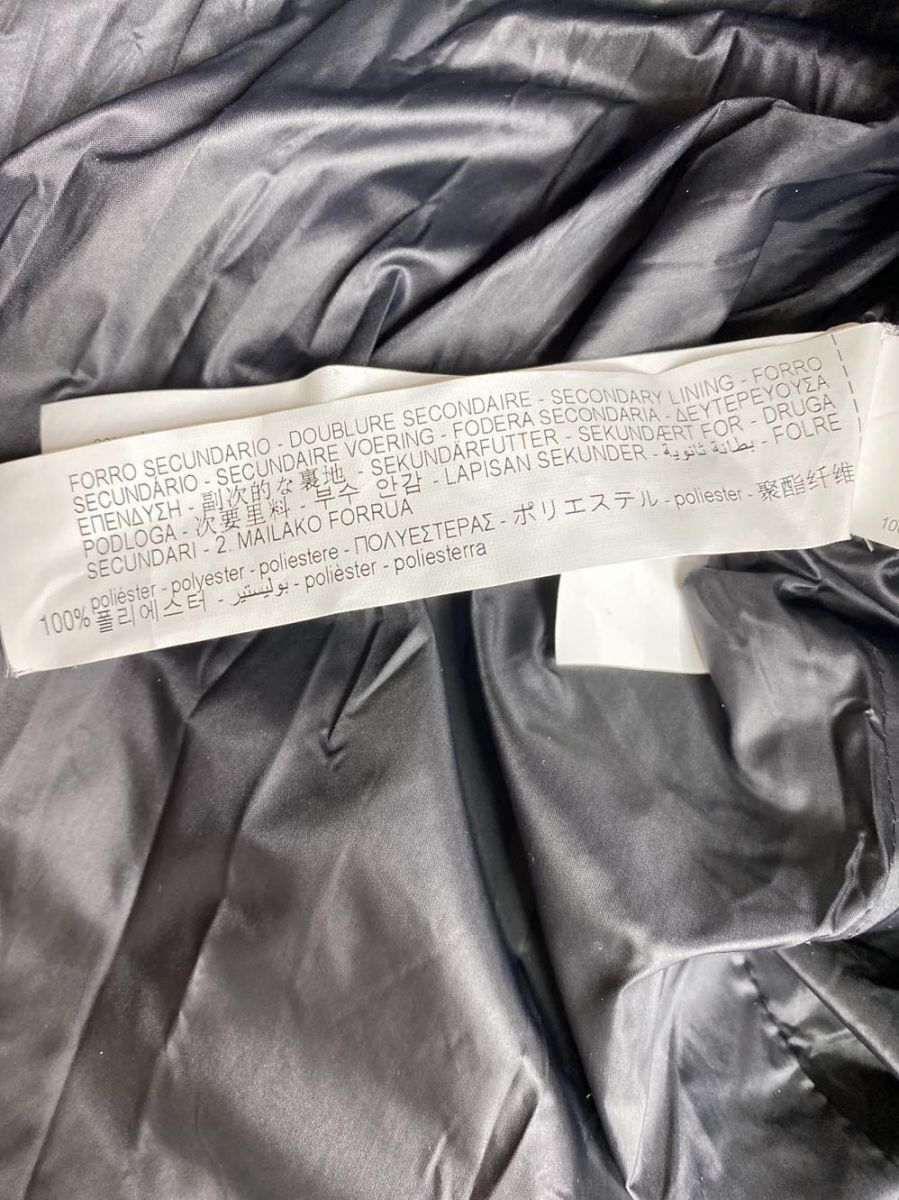 FORRO SECUNDARIO - DOUBLURE SECONDAIRE - SECONDARY LINING - FORRO
SECUNDÁRIO - SECUNDAIRE VOERING - FODERA SECONDARIA - ΔΕΥΤΕΡΕΥΟΥΣΑ
ΕΠΕΝΔΥΣΗ - 副次的な裏地 - SEKUNDÄRFUTTER - SEKUNDÆRT FOR - DRUGA
PODLOGA - 次要里料 - 부수 안감 - LAPISAN SEKUNDER - بطانة ثانوية - FOLRE
SECUNDARI - 2. MAILAKO FORRUA
100% poliéster - polyester - poliestere - ΠΟΛΥΕΣΤΕΡΑΣ - ポリエステル - poliester - 聚酯纤维
폴리에스터 - بوليستير - polièster - poliesterra
10